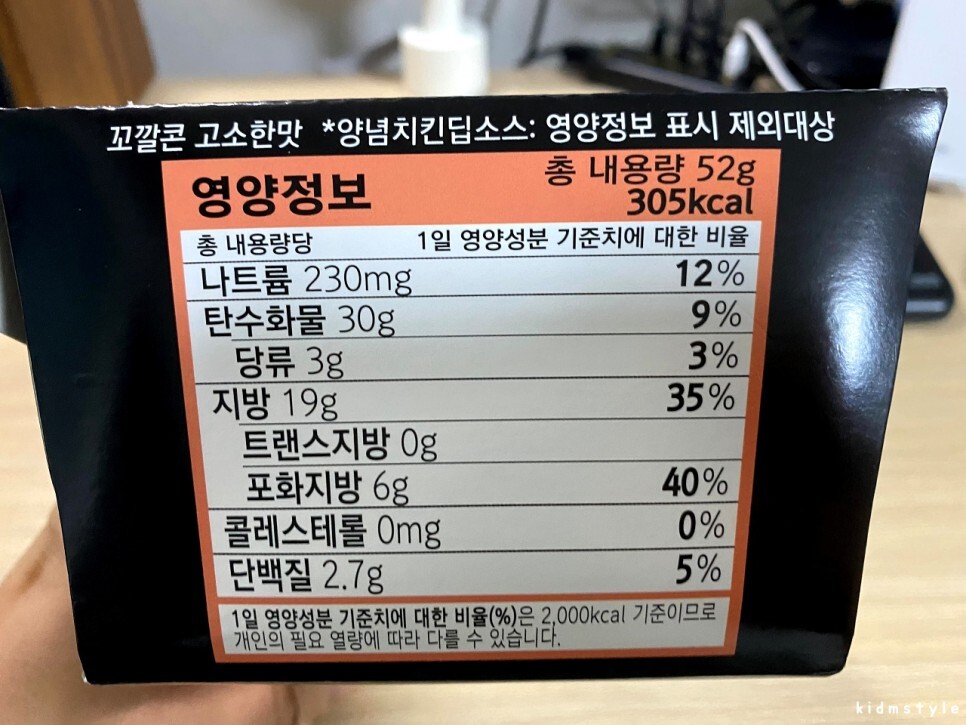 꼬깔콘 고소한맛 *양념치킨딥소스: 영양정보 표시 제외대상
영양정보
총 내용량 52g
305kcal
총 내용량당 1일 영양성분 기준치에 대한 비율
나트륨 230mg 12%
탄수화물 30g 9%
당류 3g 3%
지방 19g 35%
트랜스지방 0g
포화지방 6g 40%
콜레스테롤 0mg 0%
단백질 2.7g 5%
1일 영양성분 기준치에 대한 비율(%)은 2,000kcal 기준이므로
개인의 필요 열량에 따라 다를 수 있습니다.
kidmstyle